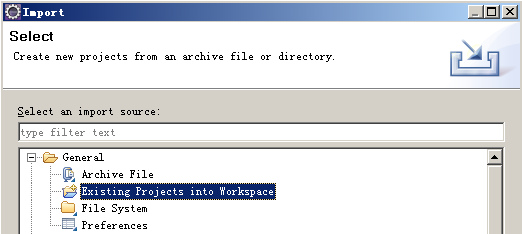 Import
Select
Create new projects from an archive file or directory.
Select an import source:
type filter text
General
Archive File
Existing Projects into Workspace
File System
Preferences